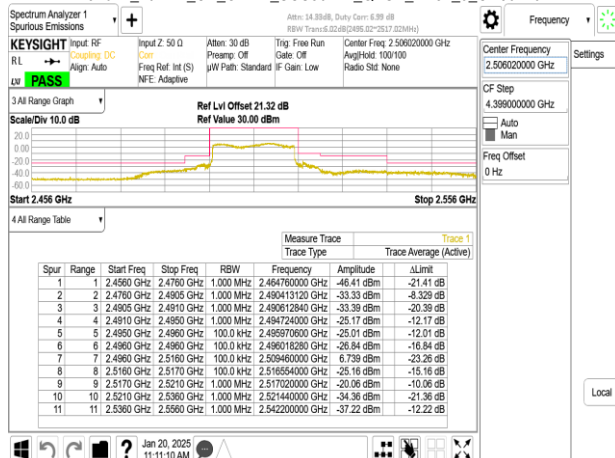 Spectrum Analyzer 1
Spurious Emissions
Attn: 14.33dB, Duty Corr: 6.99 dB
RBW Trans:6.02dB(2495.02~2517.02MHz)
Frequency
Settings
KEYSIGHT
Input: RF
Input Z: 50 Ω
Atten: 30 dB
Trig: Free Run
Center Freq: 2.506020000 GHz
RL
Coupling: DC
Corr
Preamp: Off
Gate: Off
Avg|Hold: 100/100
Align: Auto
Freq Ref: Int (S)
µW Path: Standard
IF Gain: Low
Radio Std: None
NFE: Adaptive
PASS
Center Frequency
2.506020000 GHz
CF Step
4.399000000 GHz
Auto
Man
Freq Offset
0 Hz
3 All Range Graph
Ref Lvl Offset 21.32 dB
Scale/Div 10.0 dB
Ref Value 30.00 dBm
20.0
0.00
-20.0
-40.0
-60.0
Start 2.456 GHz
Stop 2.556 GHz
4 All Range Table
Measure Trace Trace 1
Trace Type Trace Average (Active)
Spur Range Start Freq Stop Freq RBW Frequency Amplitude ΔLimit
1 1 2.4560 GHz 2.4760 GHz 1.000 MHz 2.464760000 GHz -46.41 dBm -21.41 dB
2 2 2.4760 GHz 2.4905 GHz 1.000 MHz 2.490413120 GHz -33.33 dBm -8.329 dB
3 3 2.4905 GHz 2.4910 GHz 1.000 MHz 2.490612840 GHz -33.39 dBm -20.39 dB
4 4 2.4910 GHz 2.4950 GHz 1.000 MHz 2.494724000 GHz -25.17 dBm -12.17 dB
5 5 2.4950 GHz 2.4960 GHz 100.0 kHz 2.495970600 GHz -25.01 dBm -12.01 dB
6 6 2.4960 GHz 2.4960 GHz 100.0 kHz 2.496018280 GHz -26.84 dBm -16.84 dB
7 7 2.4960 GHz 2.5160 GHz 100.0 kHz 2.509460000 GHz 6.739 dBm -23.26 dB
8 8 2.5160 GHz 2.5170 GHz 100.0 kHz 2.516554000 GHz -25.16 dBm -15.16 dB
9 9 2.5170 GHz 2.5210 GHz 1.000 MHz 2.517020000 GHz -20.06 dBm -10.06 dB
10 10 2.5210 GHz 2.5360 GHz 1.000 MHz 2.521440000 GHz -34.36 dBm -21.36 dB
11 11 2.5360 GHz 2.5560 GHz 1.000 MHz 2.542200000 GHz -37.22 dBm -12.22 dB
Local
Jan 20, 2025
11:11:10 AM